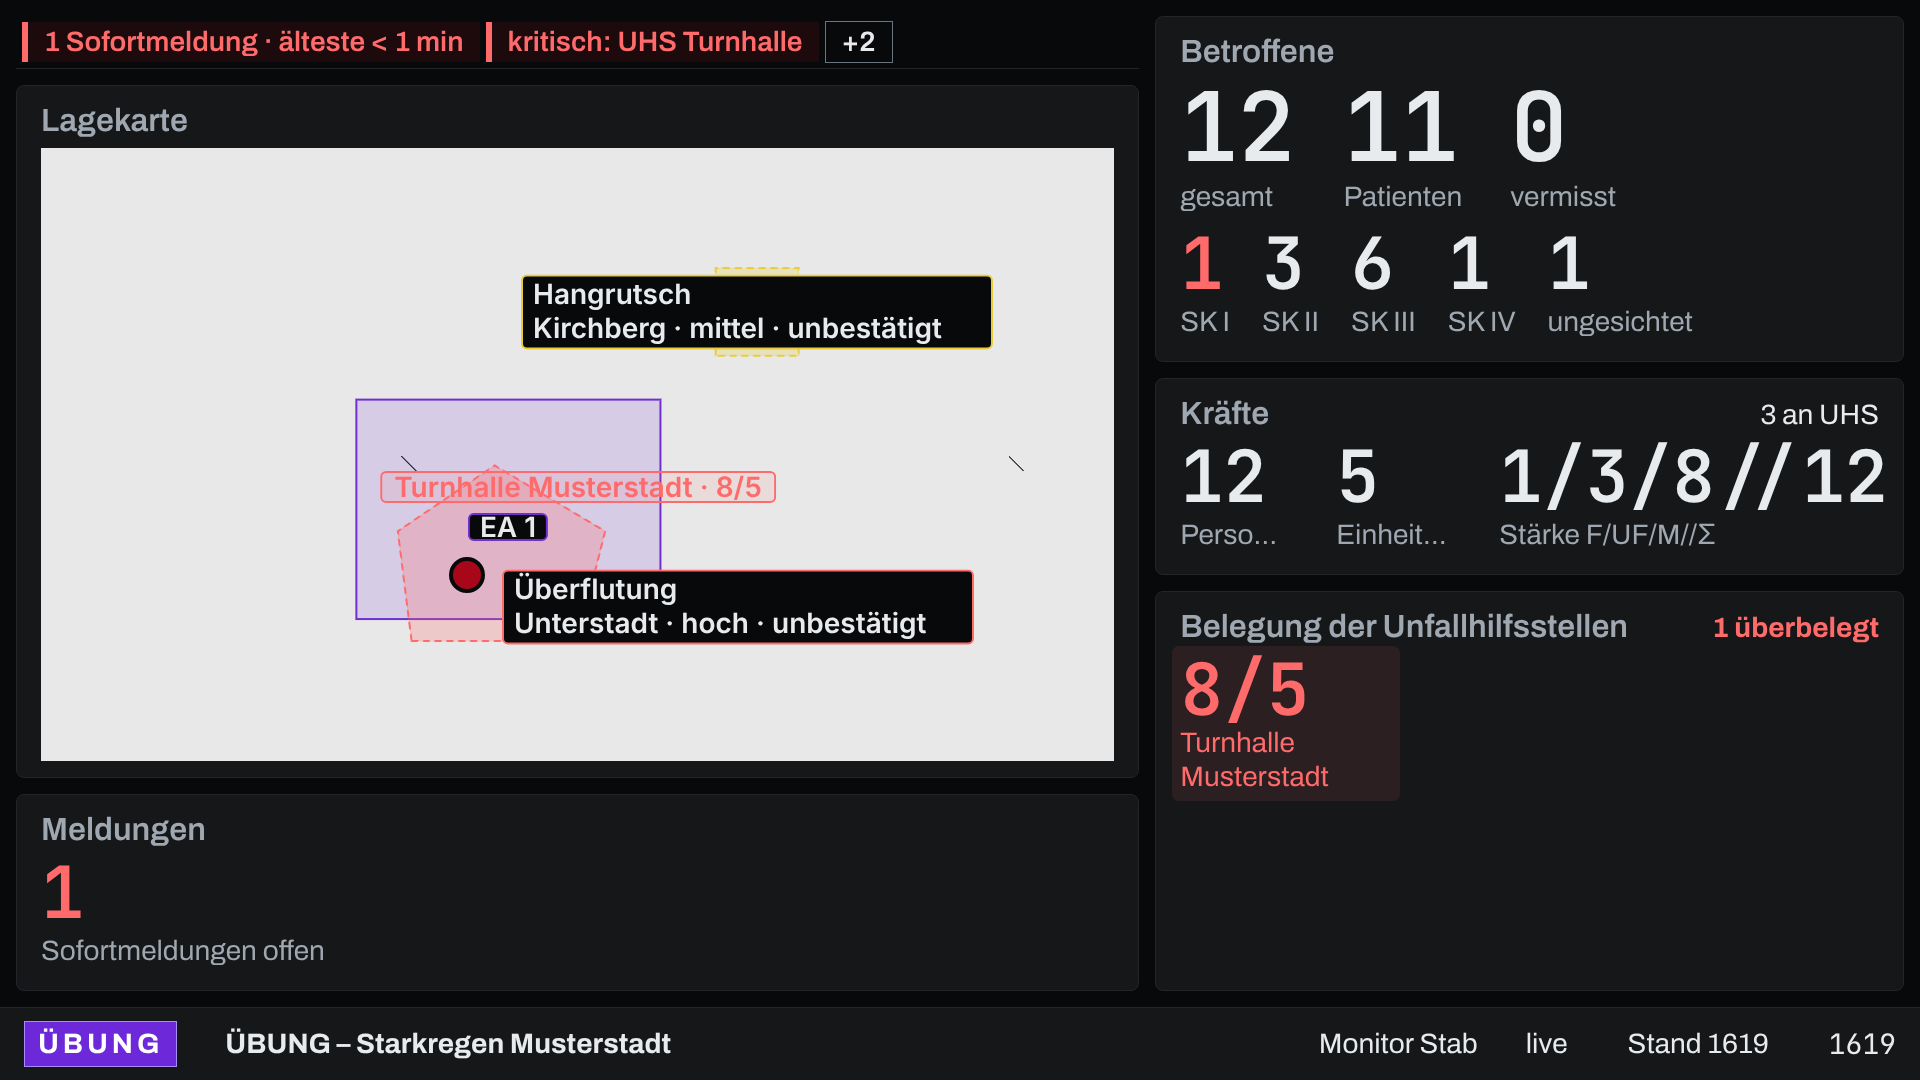 1 Sofortmeldung · älteste < 1 min
kritisch: UHS Turnhalle
+2
Lagekarte
Hangrutsch
Kirchberg · mittel · unbestätigt
Turnhalle Musterstadt · 8/5
EA 1
Überflutung
Unterstadt · hoch · unbestätigt
Meldungen
1
Sofortmeldungen offen
Betroffene
12 11 0
gesamt Patienten vermisst
1 3 6 1 1
SK I SK II SK III SK IV ungesichtet
Kräfte 3 an UHS
12 5 1/3/8//12
Perso... Einheit... Stärke F/UF/M//Σ
Belegung der Unfallhilfsstellen 1 überbelegt
8/5
Turnhalle
Musterstadt
ÜBUNG ÜBUNG – Starkregen Musterstadt Monitor Stab live Stand 1619 1619